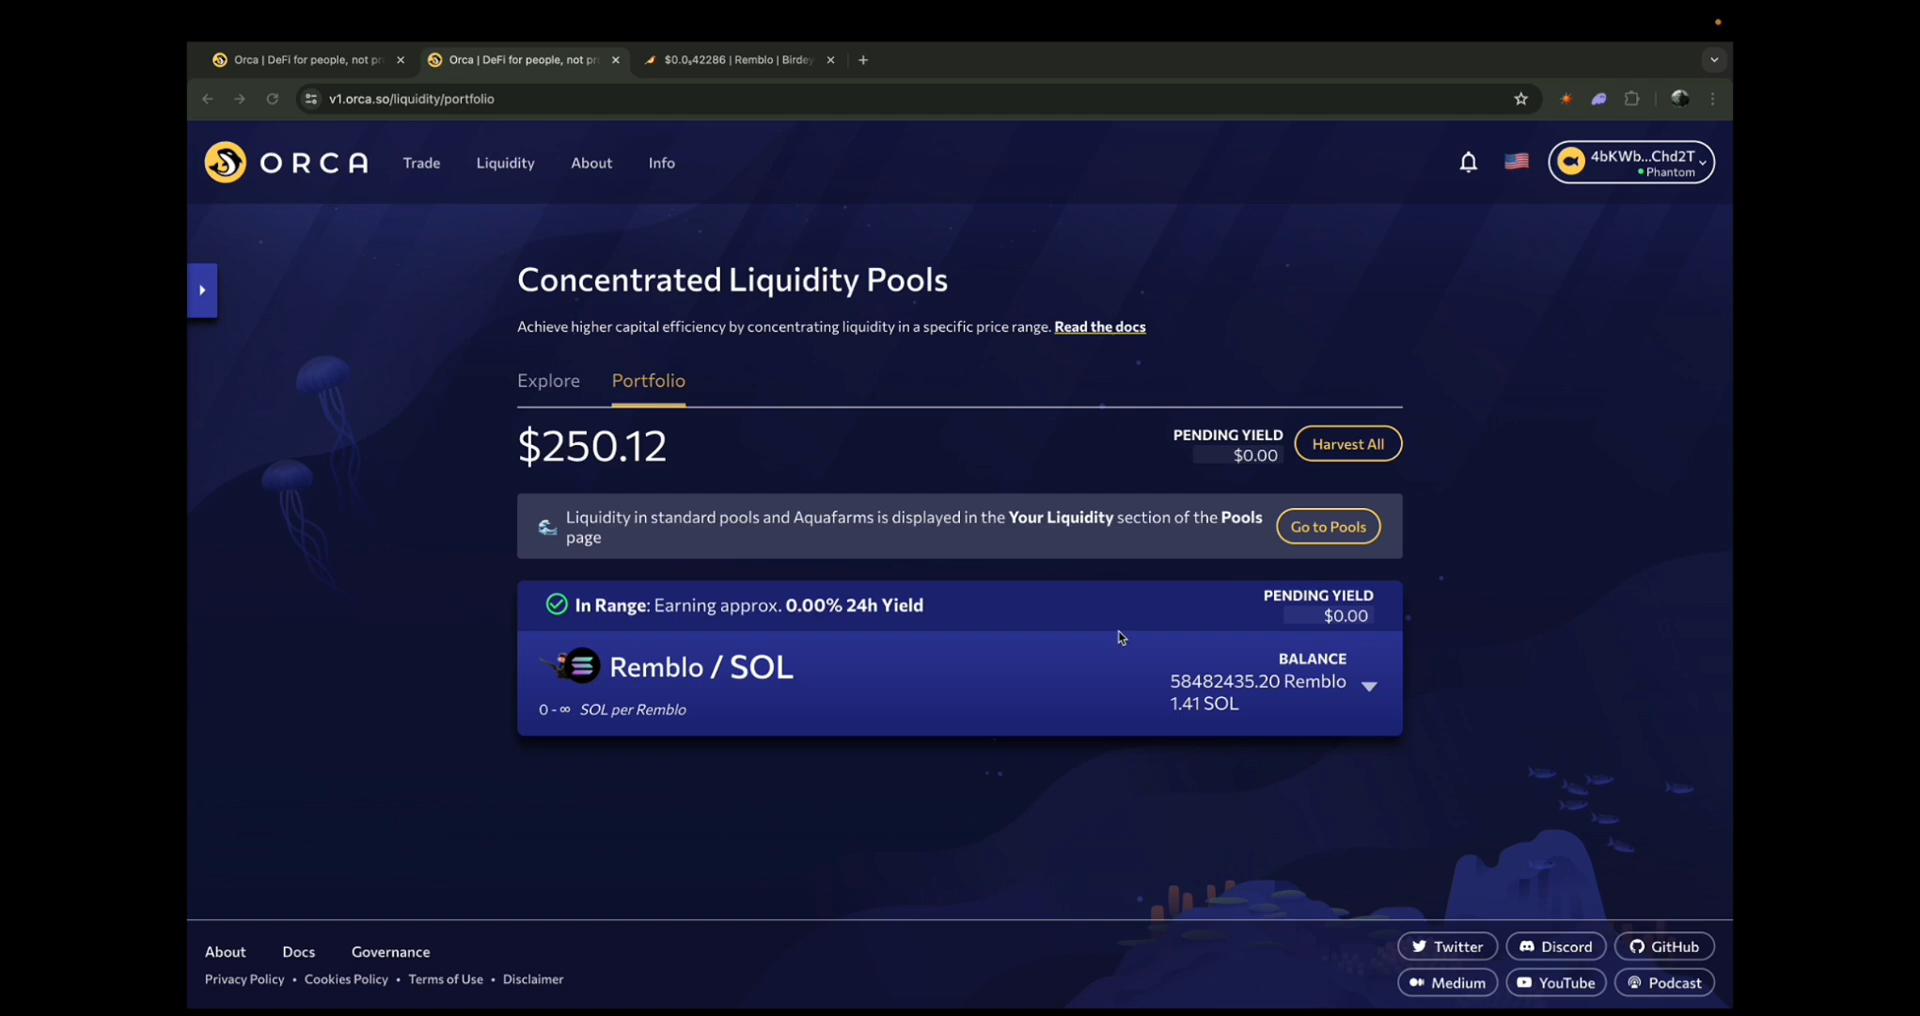 Orca | DeFi for people, not pr
Orca | DeFi for people, not pr
$0.0₅42286 | Remblo | Birdey
v1.orca.so/liquidity/portfolio
ORCA
Trade
Liquidity
About
Info
4bKWb...Chd2T
Phantom
Concentrated Liquidity Pools
Achieve higher capital efficiency by concentrating liquidity in a specific price range. Read the docs
Explore
Portfolio
$250.12
PENDING YIELD
$0.00
Harvest All
Liquidity in standard pools and Aquafarms is displayed in the Your Liquidity section of the Pools
page
Go to Pools
In Range: Earning approx. 0.00% 24h Yield
PENDING YIELD
$0.00
Remblo / SOL
0 - ∞ SOL per Remblo
BALANCE
58482435.20 Remblo
1.41 SOL
About
Docs
Governance
Privacy Policy • Cookies Policy • Terms of Use • Disclaimer
Twitter
Discord
GitHub
Medium
YouTube
Podcast